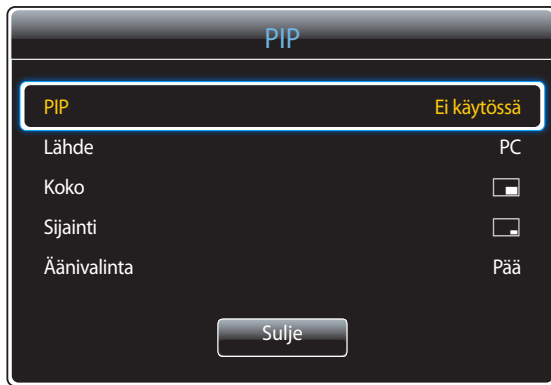 PIP
PIP Ei käytössä
Lähde PC
Koko
Sijainti
Äänivalinta Pää
Sulje